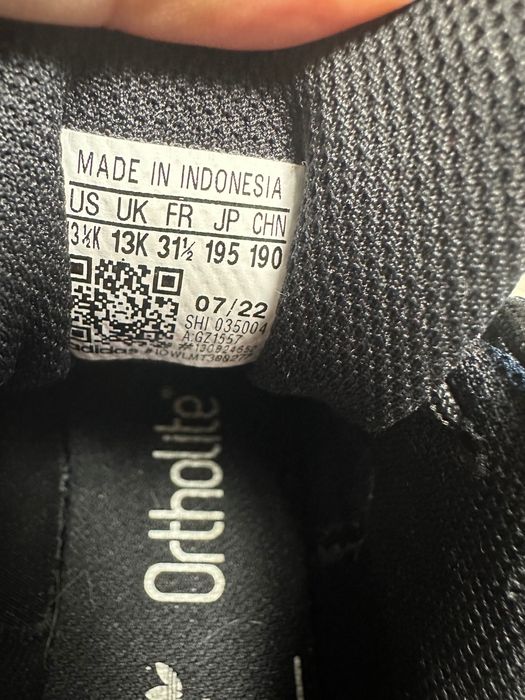 MADE IN INDONESIA
US UK FR JP CHN
3½K 13K 31½ 195 190
07/22
SHI 035004
A:GZ1557
adidas
Ortholite